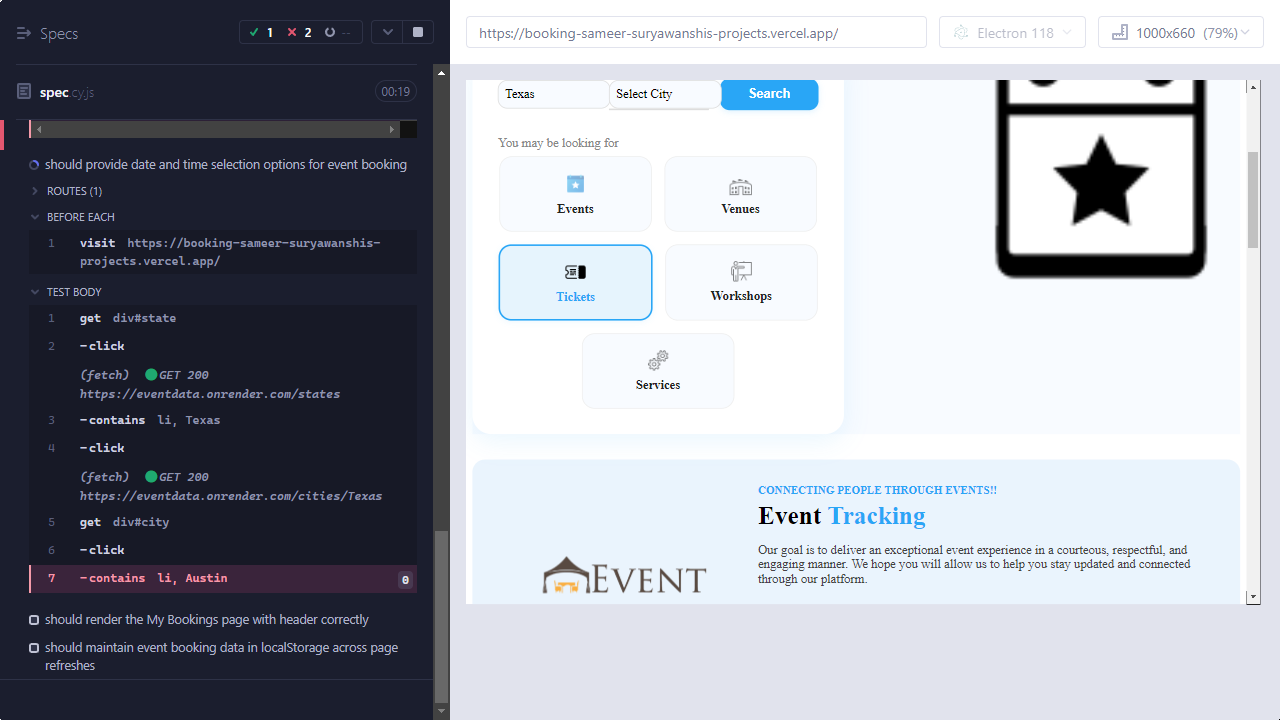 Specs
1
2
--
spec.cy.js
00:19
should provide date and time selection options for event booking
ROUTES (1)
BEFORE EACH
1 visit https://booking-sameer-suryawanshis-
projects.vercel.app/
TEST BODY
1 get div#state
2 -click
(fetch) GET 200
https://eventdata.onrender.com/states
3 -contains li, Texas
4 -click
(fetch) GET 200
https://eventdata.onrender.com/cities/Texas
5 get div#city
6 -click
7 -contains li, Austin 0
should render the My Bookings page with header correctly
should maintain event booking data in localStorage across page
refreshes
https://booking-sameer-suryawanshis-projects.vercel.app/
Electron 118
1000x660 (79%)
Texas
Select City
Search
You may be looking for
Events
Venues
Tickets
Workshops
Services
CONNECTING PEOPLE THROUGH EVENTS!!
Event Tracking
Our goal is to deliver an exceptional event experience in a courteous, respectful, and
engaging manner. We hope you will allow us to help you stay updated and connected
through our platform.
EVENT